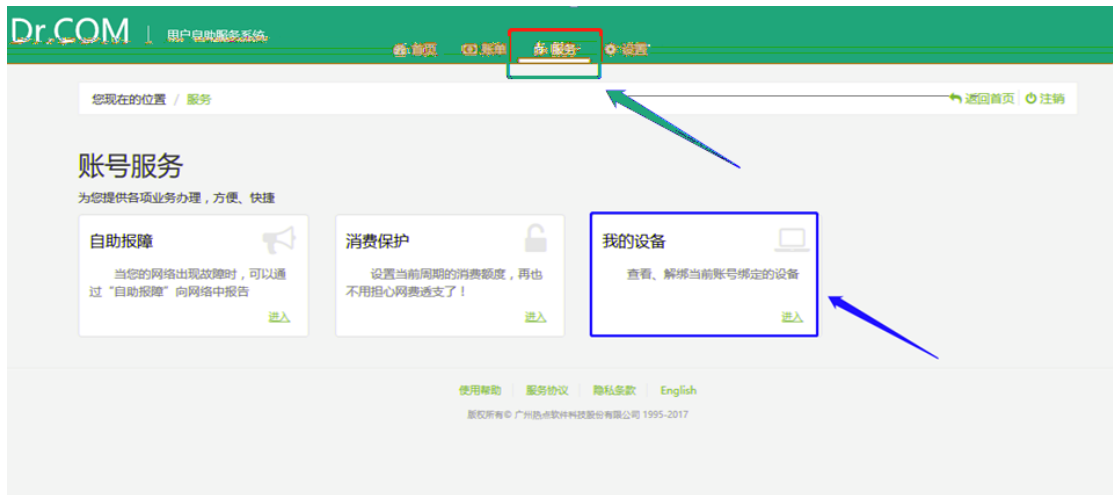 Dr.COM | 用户自助服务系统
首页 账单 服务 设置
您现在的位置 / 服务
返回首页 注销
账号服务
为您提供各项业务办理，方便、快捷
自助报障
当您的网络出现故障时，可以通
过“自助报障”向网络中报告
进入
消费保护
设置当前周期的消费额度，再也
不用担心网费透支了！
进入
我的设备
查看、解绑当前账号绑定的设备
进入
使用帮助 服务协议 隐私条款 English
版权所有© 广州热点软件科技股份有限公司 1995-2017